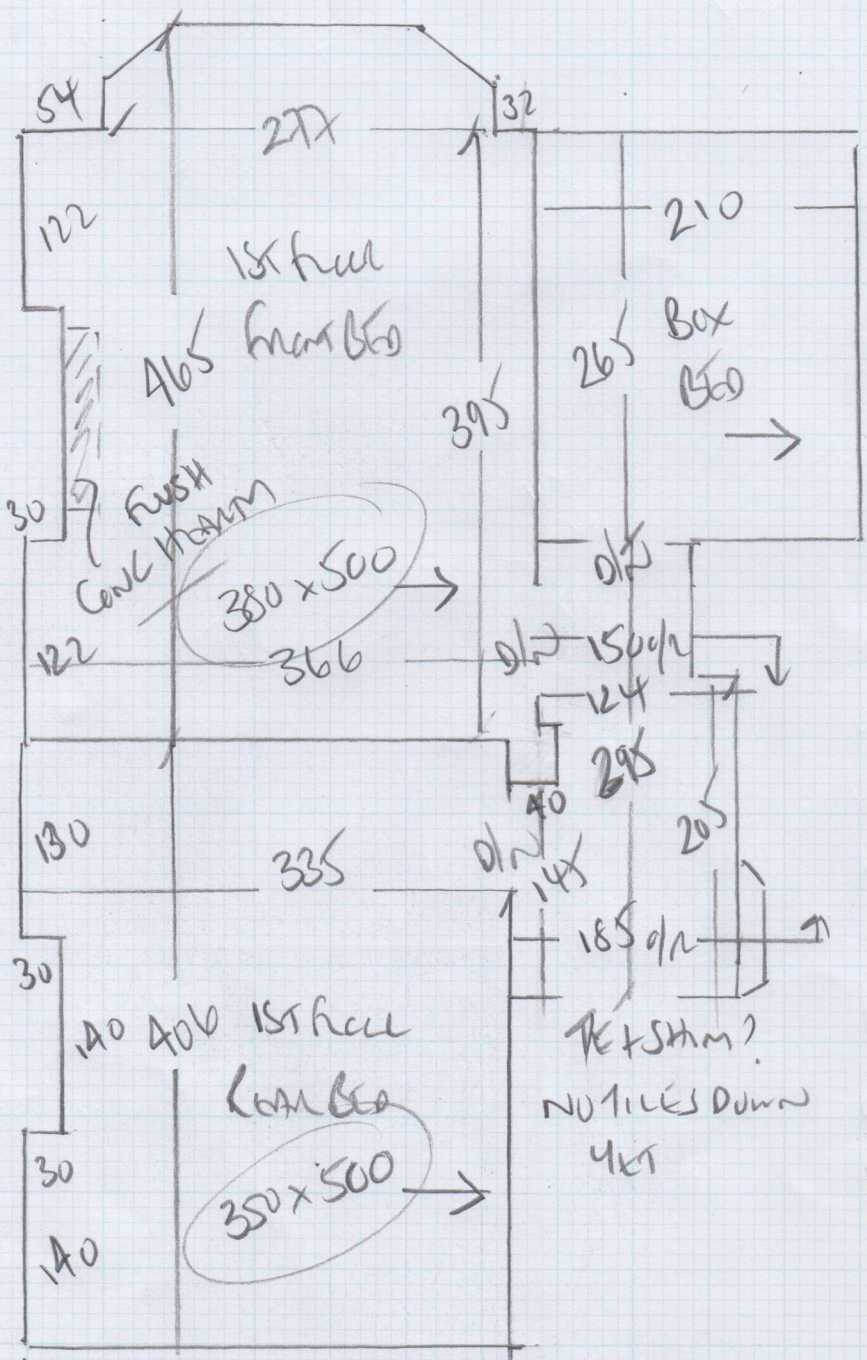 54
277
32
122
210
1ST FLOOR
FRONT BED
465
265
BOX
BED
395
30
FLUSH
CONC HEARTH
380 x 500
D/W
122
366
D/W
150 O/R
124
295
40
205
130
335
D/W
145
185 O/R
30
140
406
1ST FLOOR
REAR BED
NO TILES DOWN
YET
30
350 x 500
140